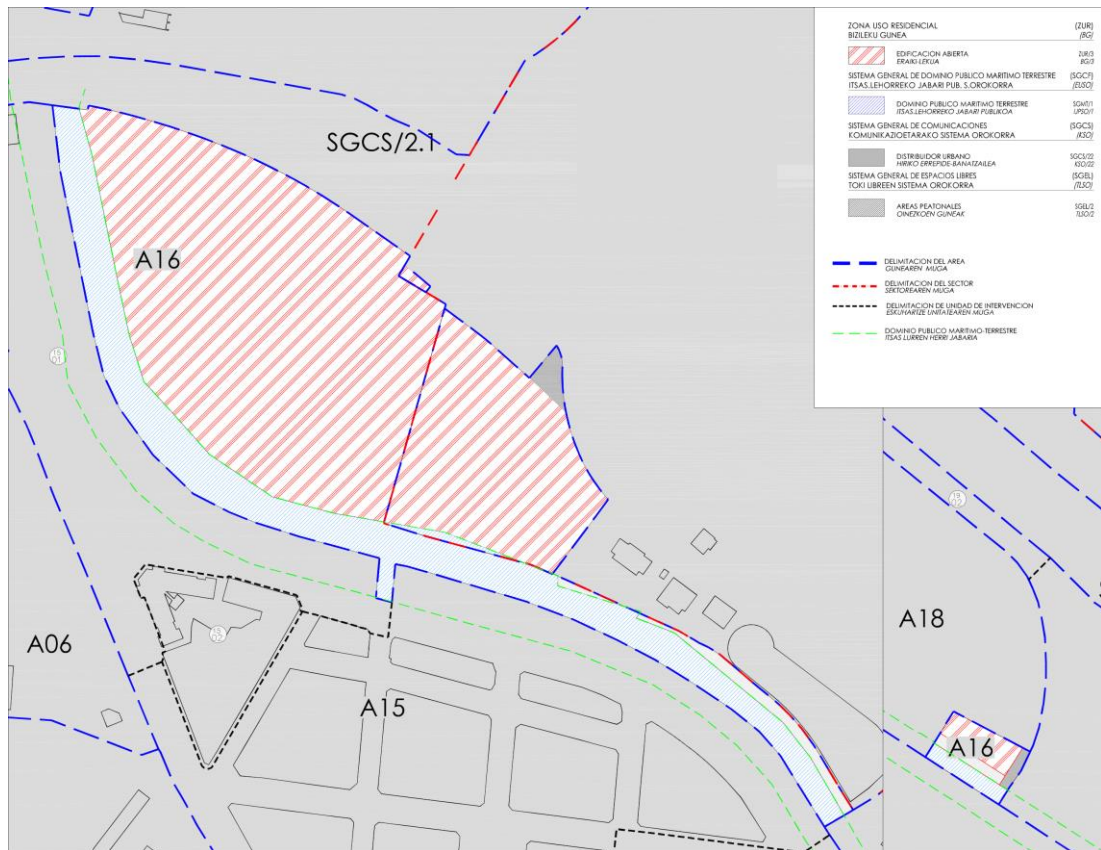 ZONA USO RESIDENCIAL (ZUR)
BIZILEKU GUNEA (BG)
EDIFICACION ABIERTA ZUR/3
ERAIKI-LEKUA BG/3
SISTEMA GENERAL DE DOMINIO PUBLICO MARITIMO TERRESTRE (SGCF)
ITSAS.LEHORREKO JABARI PUB. S.OROKORRA (EUSO)
DOMINIO PUBLICO MARITIMO TERRESTRE SGMT/1
ITSAS.LEHORREKO JABARI PUBLIKOA UPSO/1
SISTEMA GENERAL DE COMUNICACIONES (SGCS)
KOMUNIKAZIOETARAKO SISTEMA OROKORRA (KSO)
DISTRIBUIDOR URBANO SGCS/22
HIRIKO ERREPIDE-BANATZAILEA KSO/22
SISTEMA GENERAL DE ESPACIOS LIBRES (SGEL)
TOKI LIBREEN SISTEMA OROKORRA (TLSO)
AREAS PEATONALES SGEL/2
OINEZKOEN GUNEAK TLSO/2
DELIMITACION DEL AREA
GUNEAREN MUGA
DELIMITACION DEL SECTOR
SEKTOREAREN MUGA
DELIMITACION DE UNIDAD DE INTERVENCION
ESKUHARTZE UNITATEAREN MUGA
DOMINIO PUBLICO MARITIMO-TERRESTRE
ITSAS LURREN HERRI JABARIA
SGCS/2.1
A16
A06
A15
A18
A16